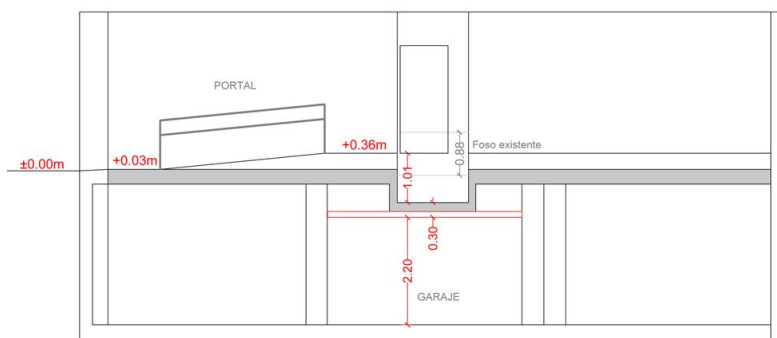 PORTAL
+0.36m
Foso existente
0.88
±0.00m
+0.03m
1.01
0.30
2.20
GARAJE